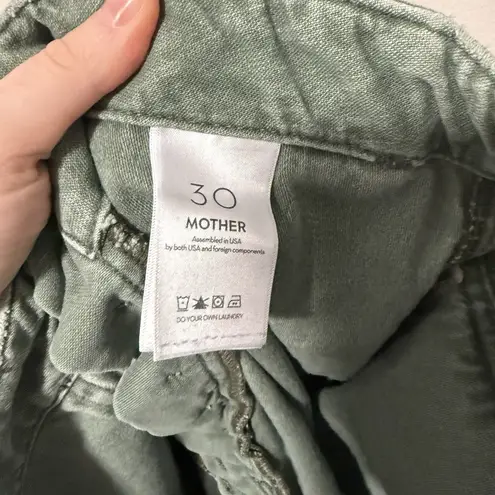 30
MOTHER
Assembled in USA
by both USA and foreign components
DO YOUR OWN LAUNDRY